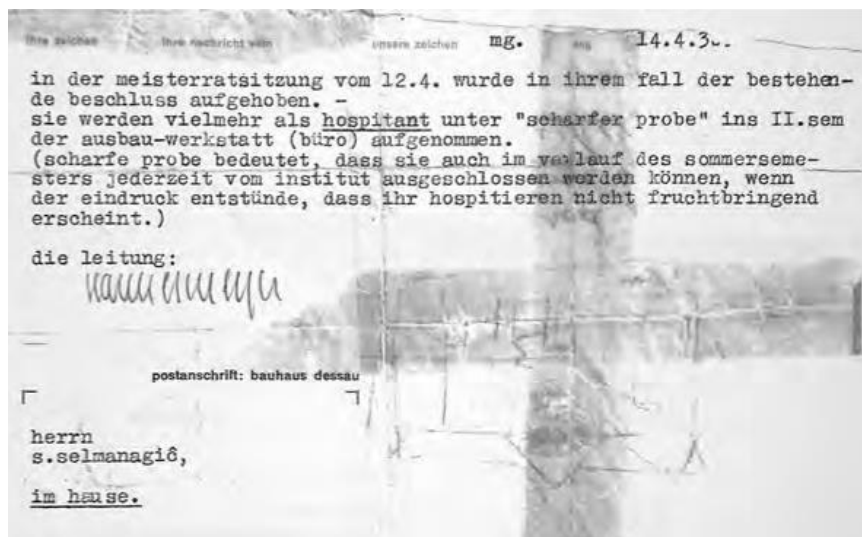 ihre zeichen ihre nachricht vom unsere zeichen mg. tag 14.4.3
in der meisterratsitzung vom 12.4. wurde in ihrem fall der bestehen-
de beschluss aufgehoben. -
sie werden vielmehr als hospitant unter "scharfer probe" ins II.sem
der ausbau-werkstatt (büro) aufgenommen.
(scharfe probe bedeutet, dass sie auch im verlauf des sommerseme-
sters jederzeit vom institut ausgeschlossen werden können, wenn
der eindruck entstünde, dass ihr hospitieren nicht fruchtbringend
erscheint.)
die leitung:
hannes meyer
postanschrift: bauhaus dessau
herrn
s.selmanagić,
im hause.